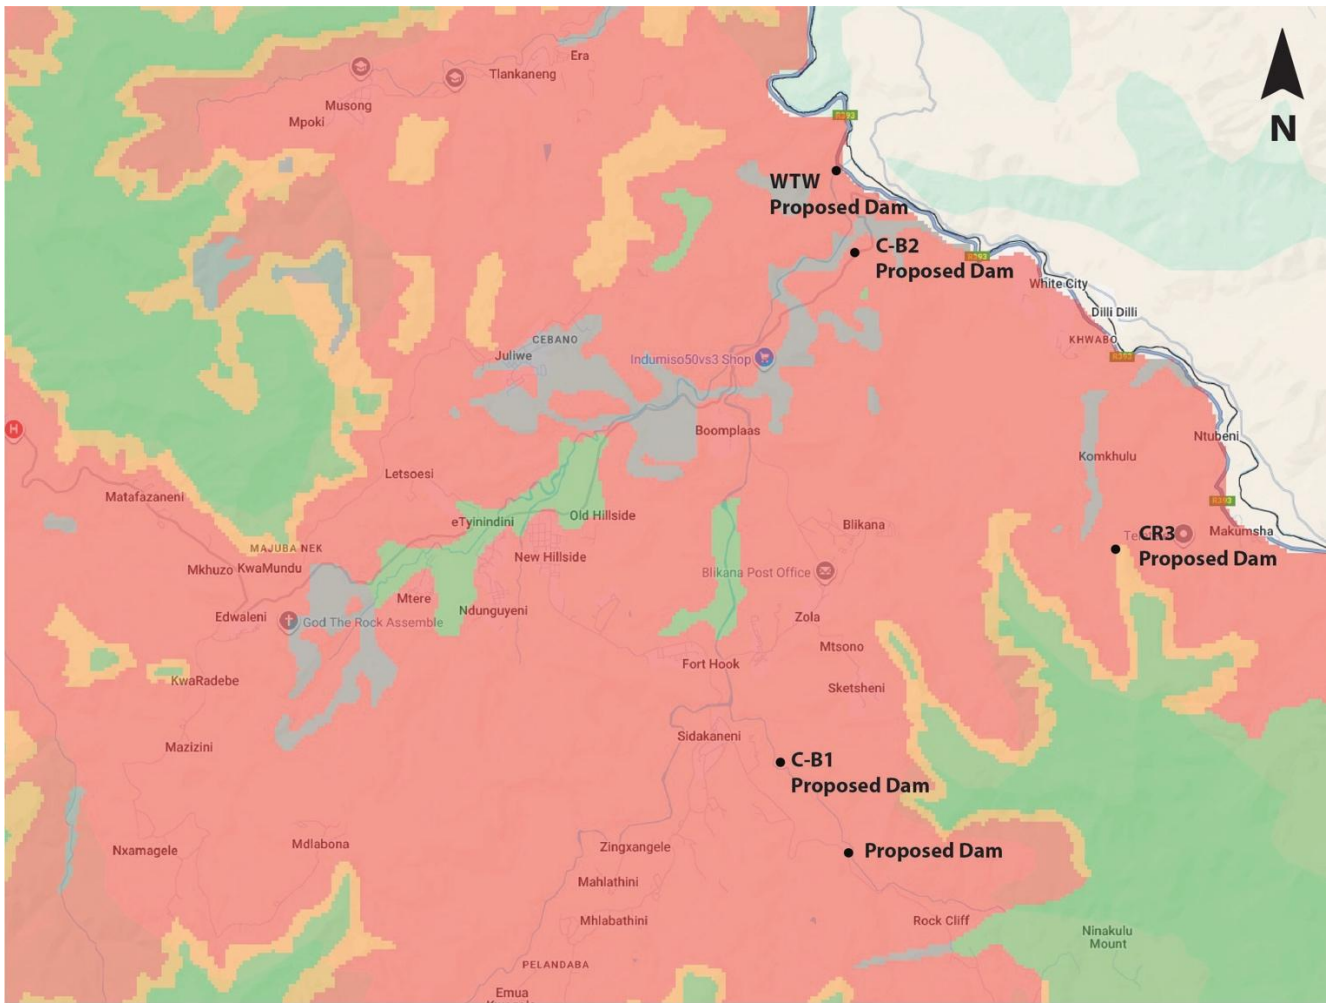 Era
Tlankaneng
Musong
Mpoki
R393
N
WTW
Proposed Dam
C-B2
Proposed Dam
R393
White City
Dilli Dilli
KHWABO
CEBANO
Juliwe
Indumiso50vs3 Shop
H
Boomplaas
Ntubeni
Komkhulu
Letsoesi
Matafazaneni
R393
eTyinindini
Old Hillside
Blikana
Makumsha
CR3
Proposed Dam
MAJUBA NEK
New Hillside
Mkhuzo
KwaMundu
Blikana Post Office
Mtere
Ndunguyeni
Edwaleni
God The Rock Assemble
Zola
Mtsono
Fort Hook
KwaRadebe
Sketsheni
Sidakaneni
Mazizini
C-B1
Proposed Dam
Nxamagele
Mdlabona
Zingxangele
Proposed Dam
Mahlathini
Mhlabathini
Rock Cliff
Ninakulu
Mount
PELANDABA
Emua